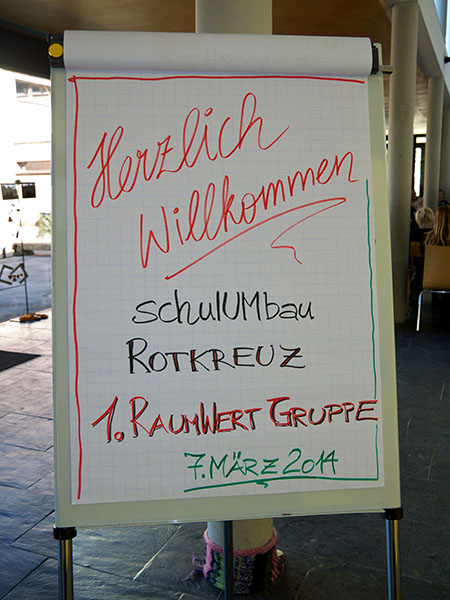 Herzlich
Willkommen
schulUMbau
ROTKREUZ
1. RAUMWERT GRUPPE
7. MÄRZ 2014